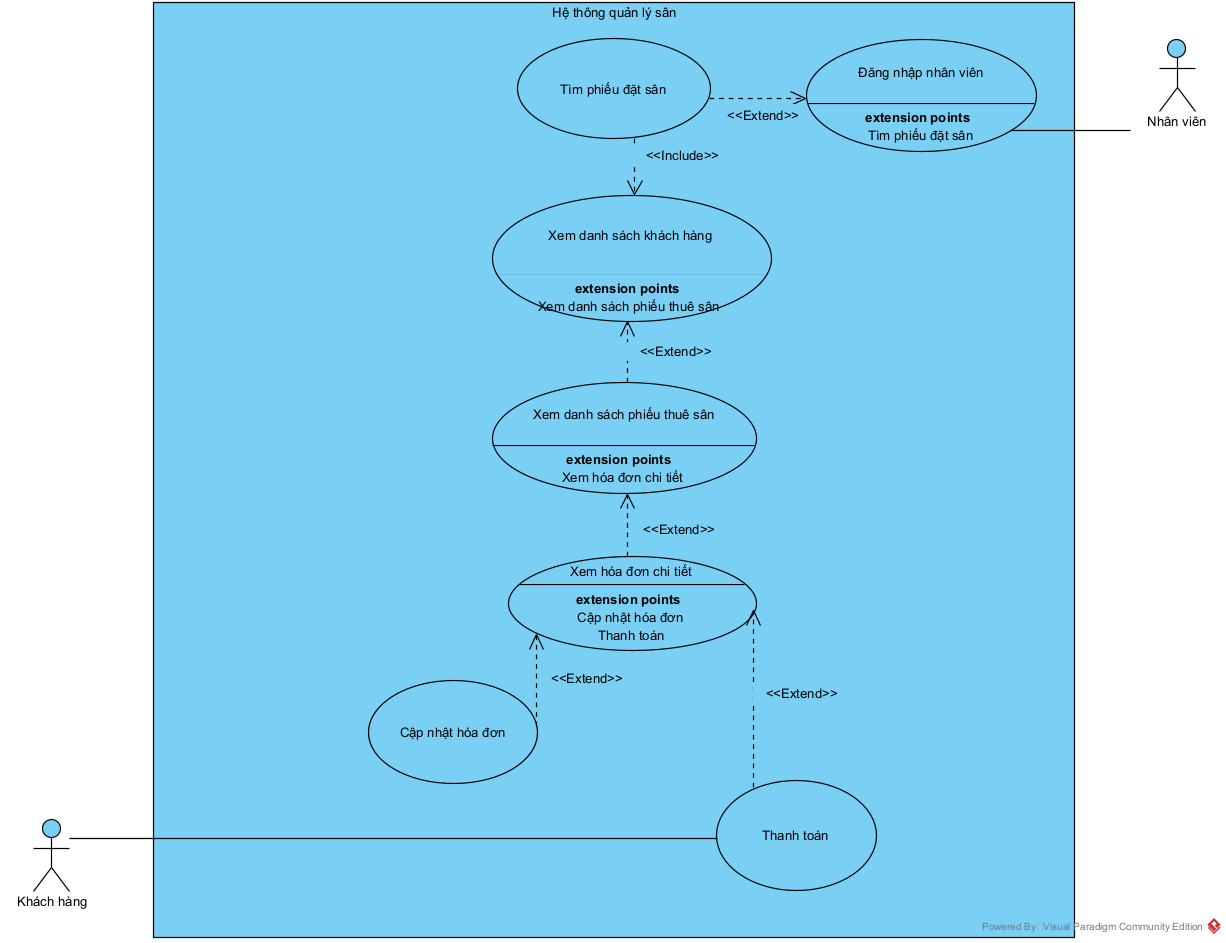 Hệ thống quản lý sân
Tìm phiếu đặt sân
Đăng nhập nhân viên
extension points
Tìm phiếu đặt sân
<<Extend>>
Nhân viên
<<Include>>
Xem danh sách khách hàng
extension points
Xem danh sách phiếu thuê sân
<<Extend>>
Xem danh sách phiếu thuê sân
extension points
Xem hóa đơn chi tiết
<<Extend>>
Xem hóa đơn chi tiết
extension points
Cập nhật hóa đơn
Thanh toán
<<Extend>>
<<Extend>>
Cập nhật hóa đơn
Thanh toán
Khách hàng
Powered By Visual Paradigm Community Edition